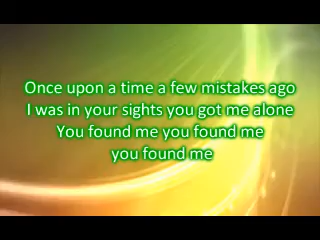 Once upon a time a few mistakes ago
I was in your sights you got me alone
You found me you found me
you found me